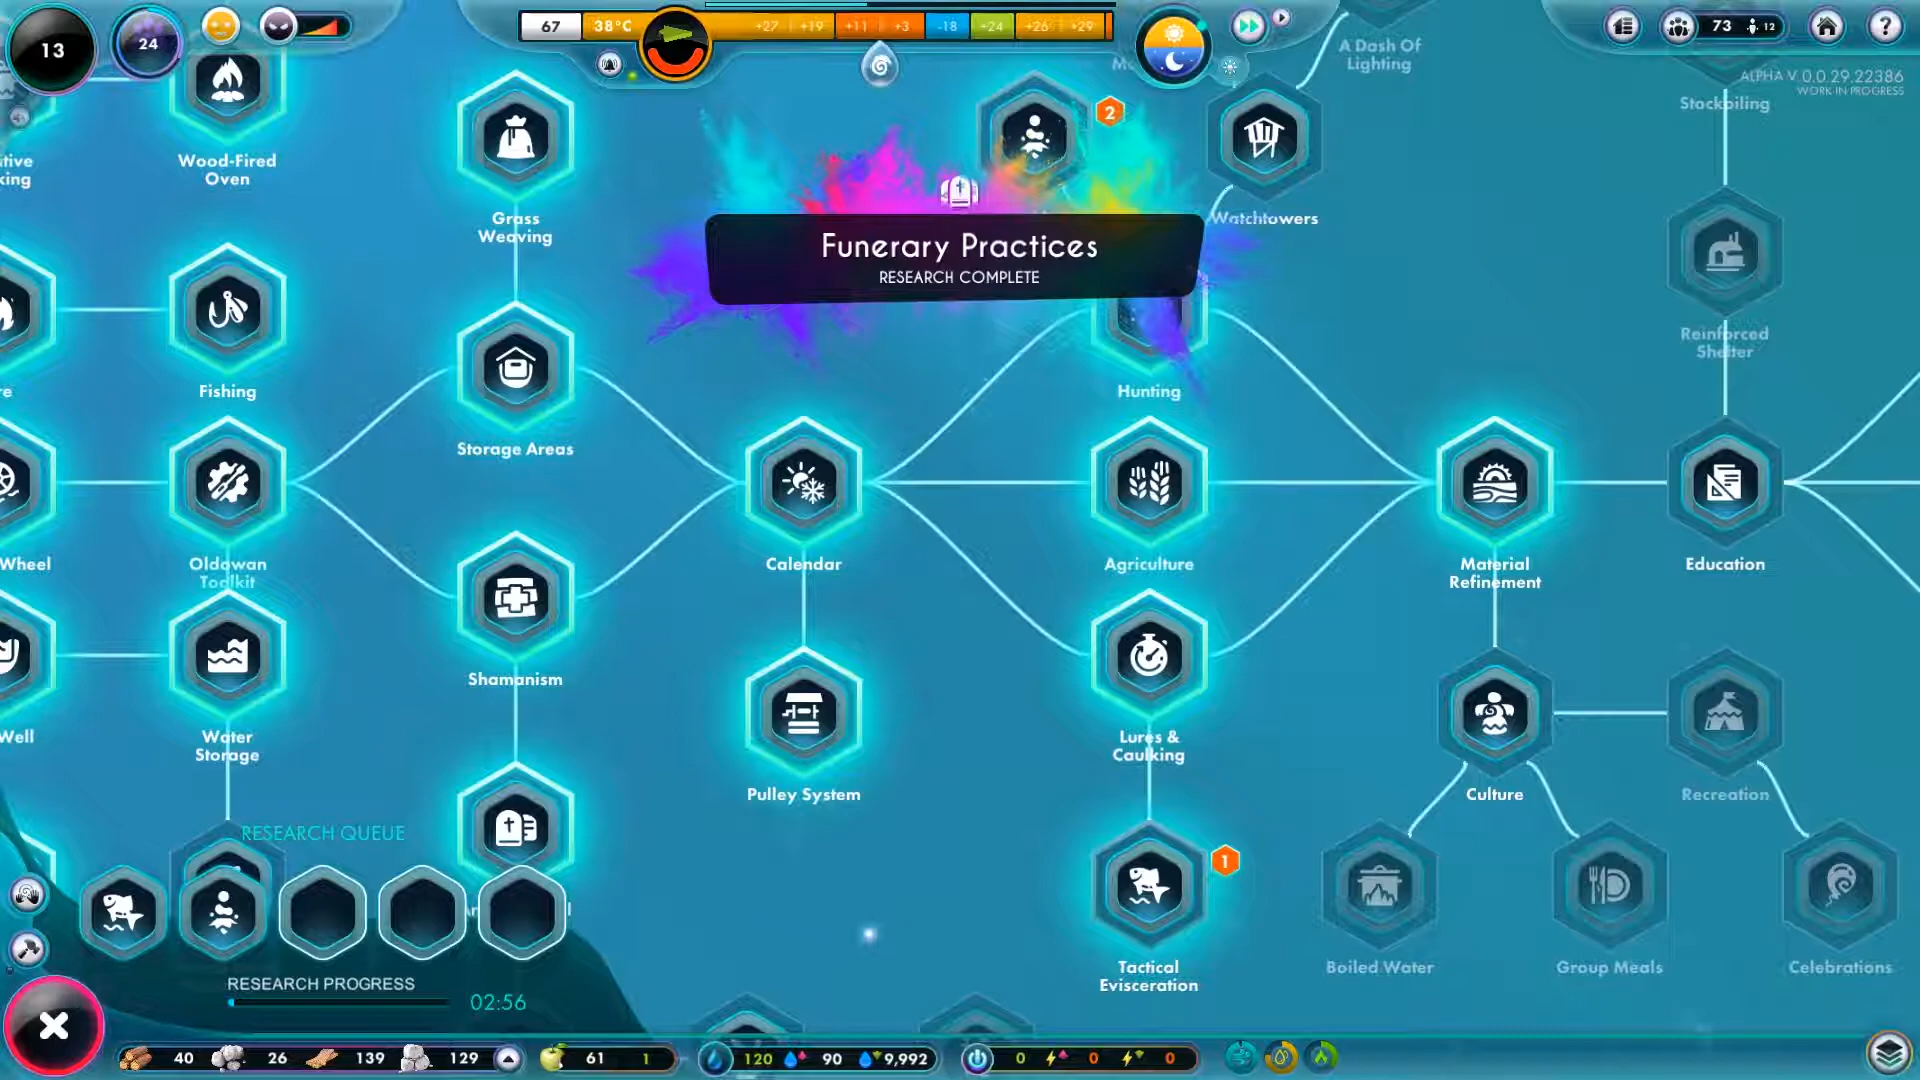 13
24
67
38°C
+27
+19
+11
+3
-18
+24
+26
+29
73
12
?
ALPHA V 0.0.29.22386
WORK IN PROGRESS
A Dash Of
Lighting
Stockpiling
2
Wood-Fired
Oven
Grass
Weaving
Watchtowers
Funerary Practices
RESEARCH COMPLETE
Reinforced
Shelter
Fishing
Hunting
Storage Areas
Wheel
Oldowan
Toolkit
Calendar
Agriculture
Material
Refinement
Education
Shamanism
Well
Water
Storage
Lures &
Caulking
Pulley System
Culture
Recreation
RESEARCH QUEUE
1
Tactical
Evisceration
Boiled Water
Group Meals
Celebrations
RESEARCH PROGRESS
02:56
40
26
139
129
61
1
120
90
9,992
0
0
0